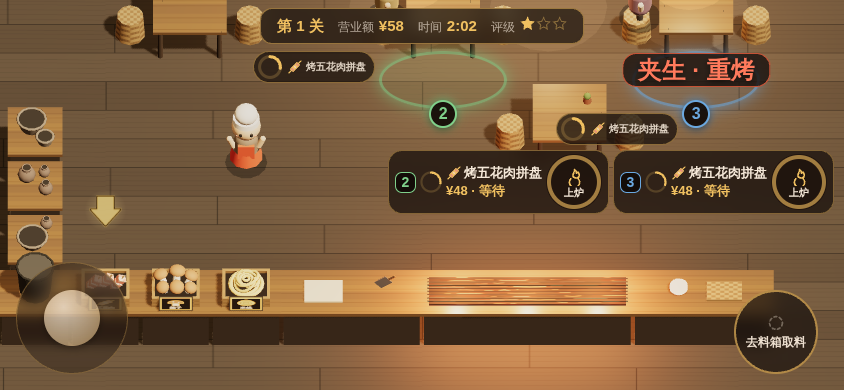 第 1 关 营业额 ¥58 时间 2:02 评级
烤五花肉拼盘
夹生 · 重烤
2
3
烤五花肉拼盘
2 烤五花肉拼盘
¥48 · 等待
上炉
3 烤五花肉拼盘
¥48 · 等待
上炉
去料箱取料